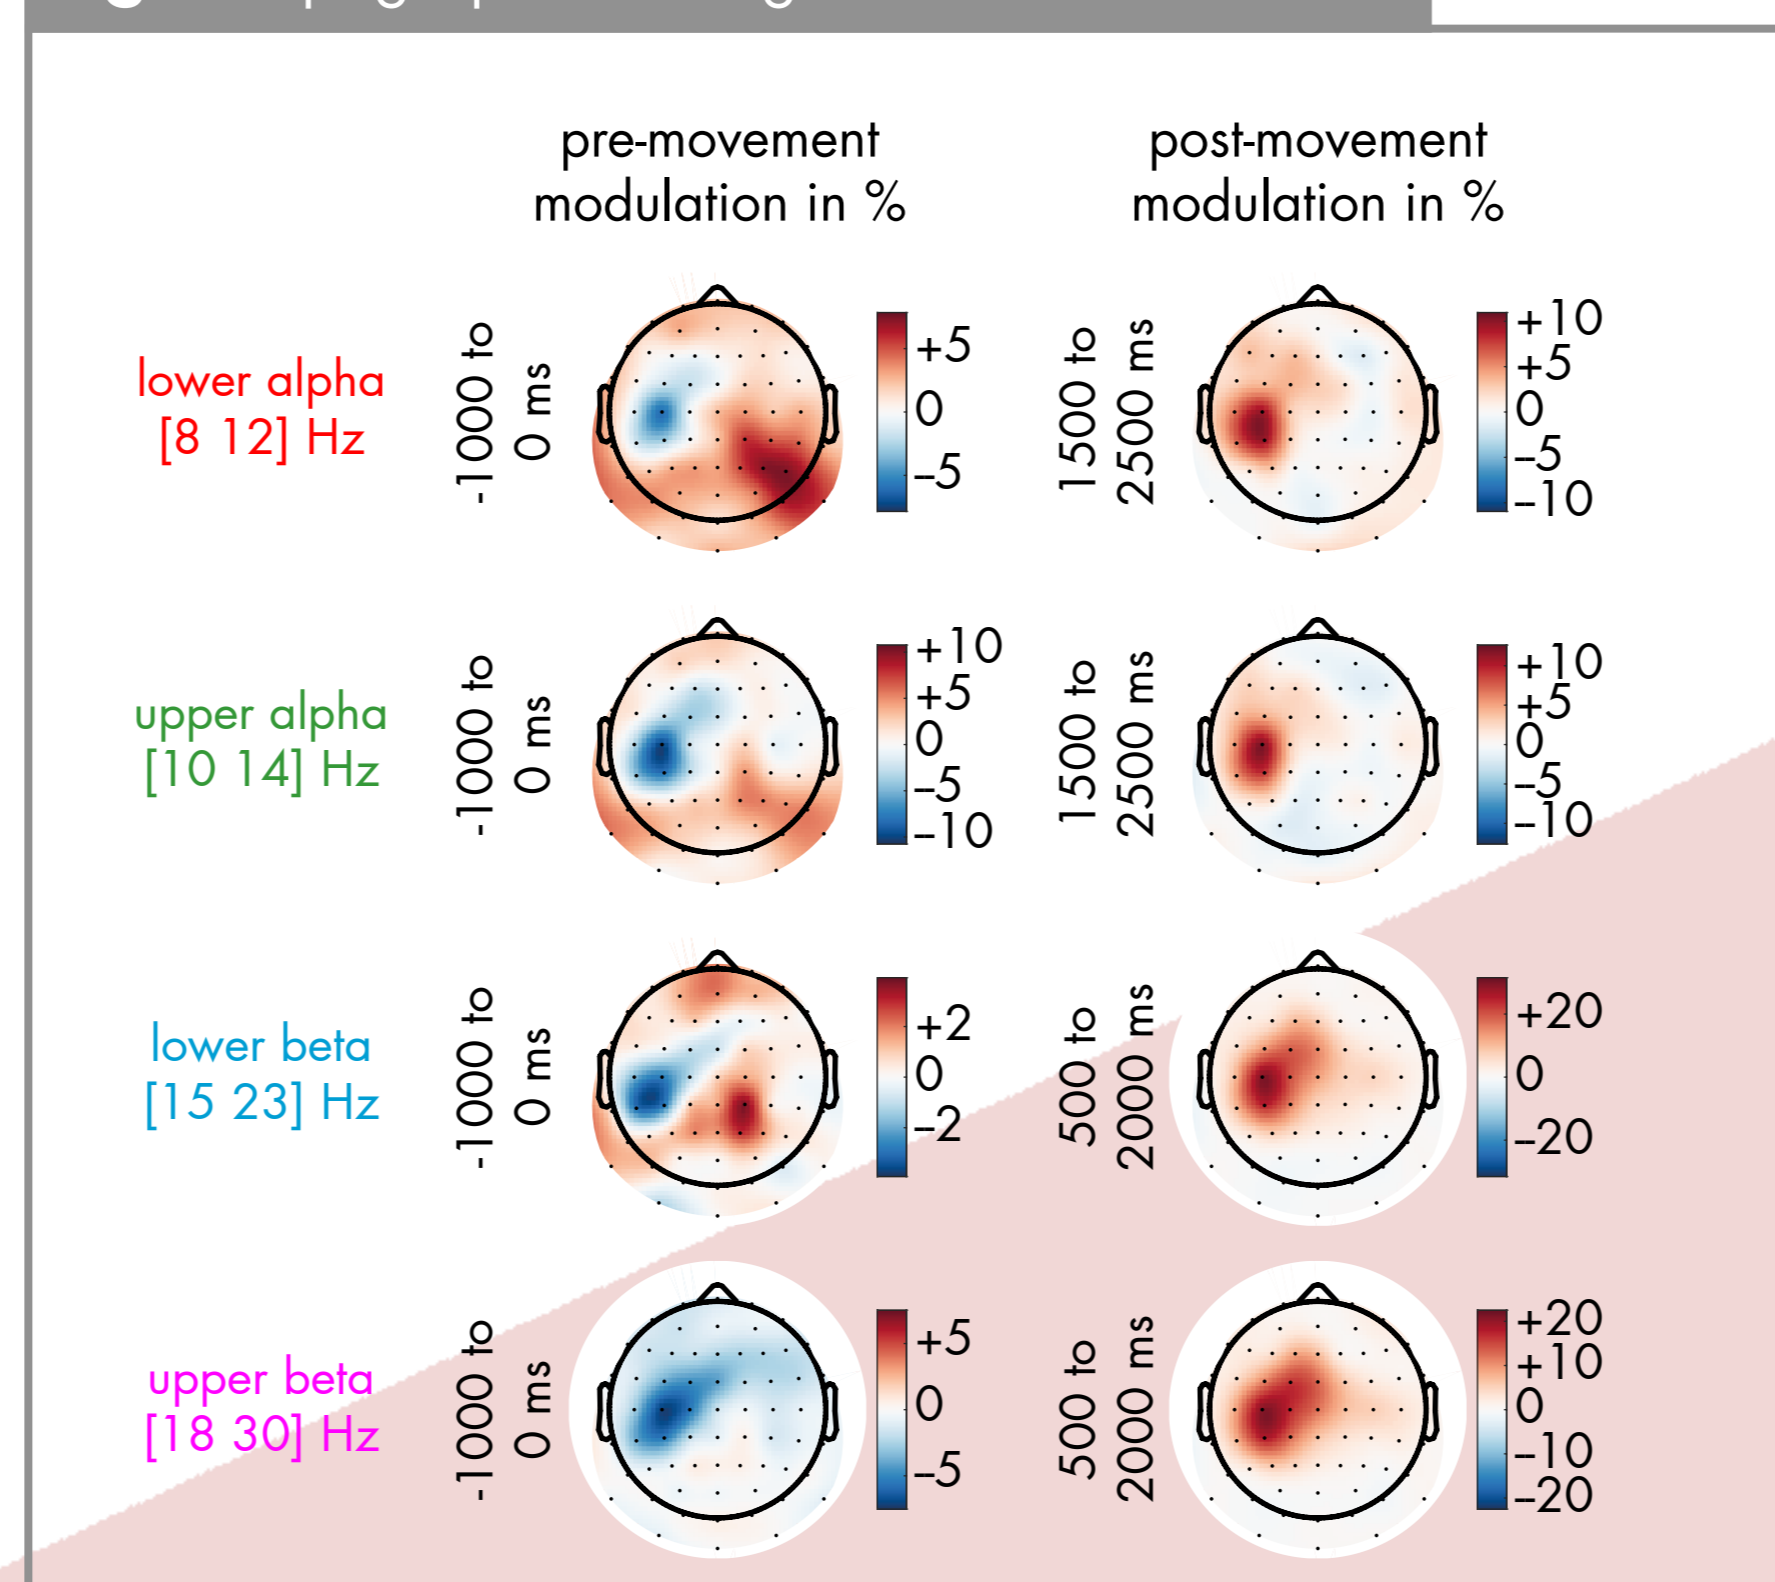 pre-movement
modulation in %
post-movement
modulation in %
lower alpha
[8 12] Hz
-1000 to
0 ms
+5
0
–5
1500 to
2500 ms
+10
+5
0
–5
–10
upper alpha
[10 14] Hz
-1000 to
0 ms
+10
+5
0
–5
–10
1500 to
2500 ms
+10
+5
0
–5
–10
lower beta
[15 23] Hz
-1000 to
0 ms
+2
0
–2
500 to
2000 ms
+20
0
–20
upper beta
[18 30] Hz
-1000 to
0 ms
+5
0
–5
500 to
2000 ms
+20
+10
0
–10
–20